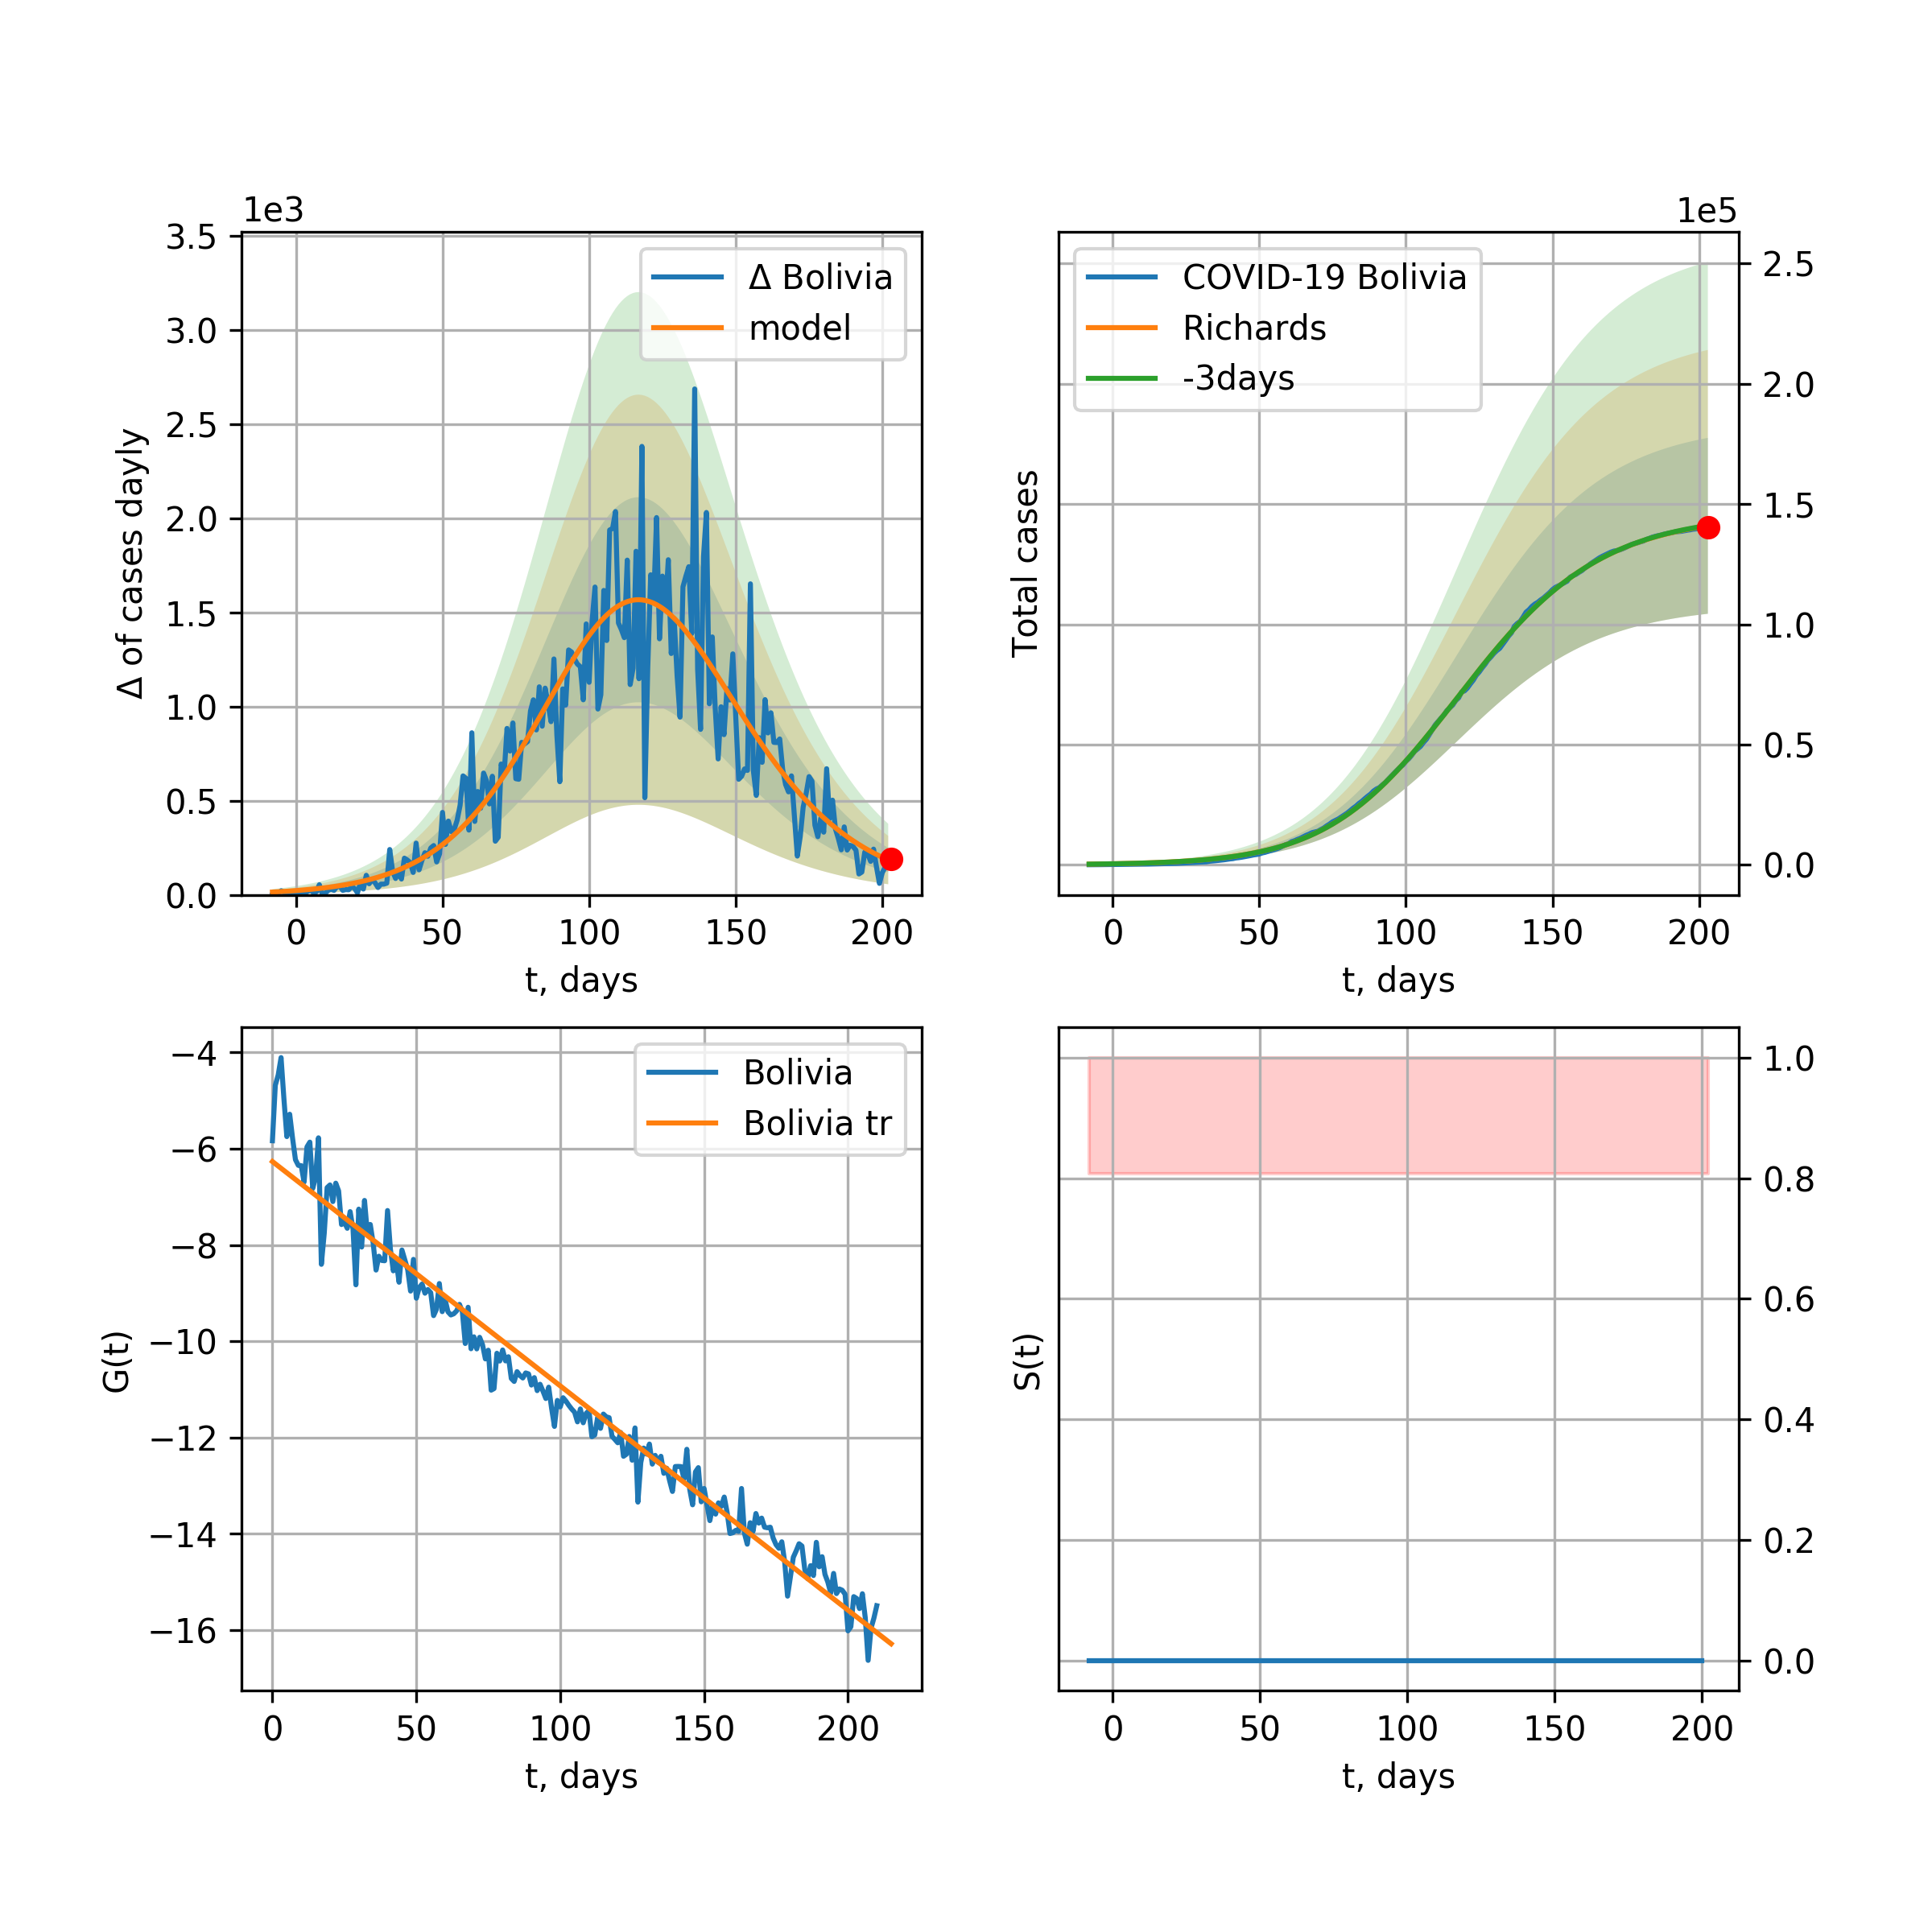 1e3
3.5
3.0
2.5
2.0
1.5
1.0
0.5
0.0
Δ of cases dayly
Δ Bolivia
model
0 50 100 150 200
t, days
1e5
2.5
2.0
1.5
1.0
0.5
0.0
Total cases
COVID-19 Bolivia
Richards
-3days
0 50 100 150 200
t, days
−4
−6
−8
−10
−12
−14
−16
G(t)
Bolivia
Bolivia tr
0 50 100 150 200
t, days
1.0
0.8
0.6
0.4
0.2
0.0
S(t)
0 50 100 150 200
t, days